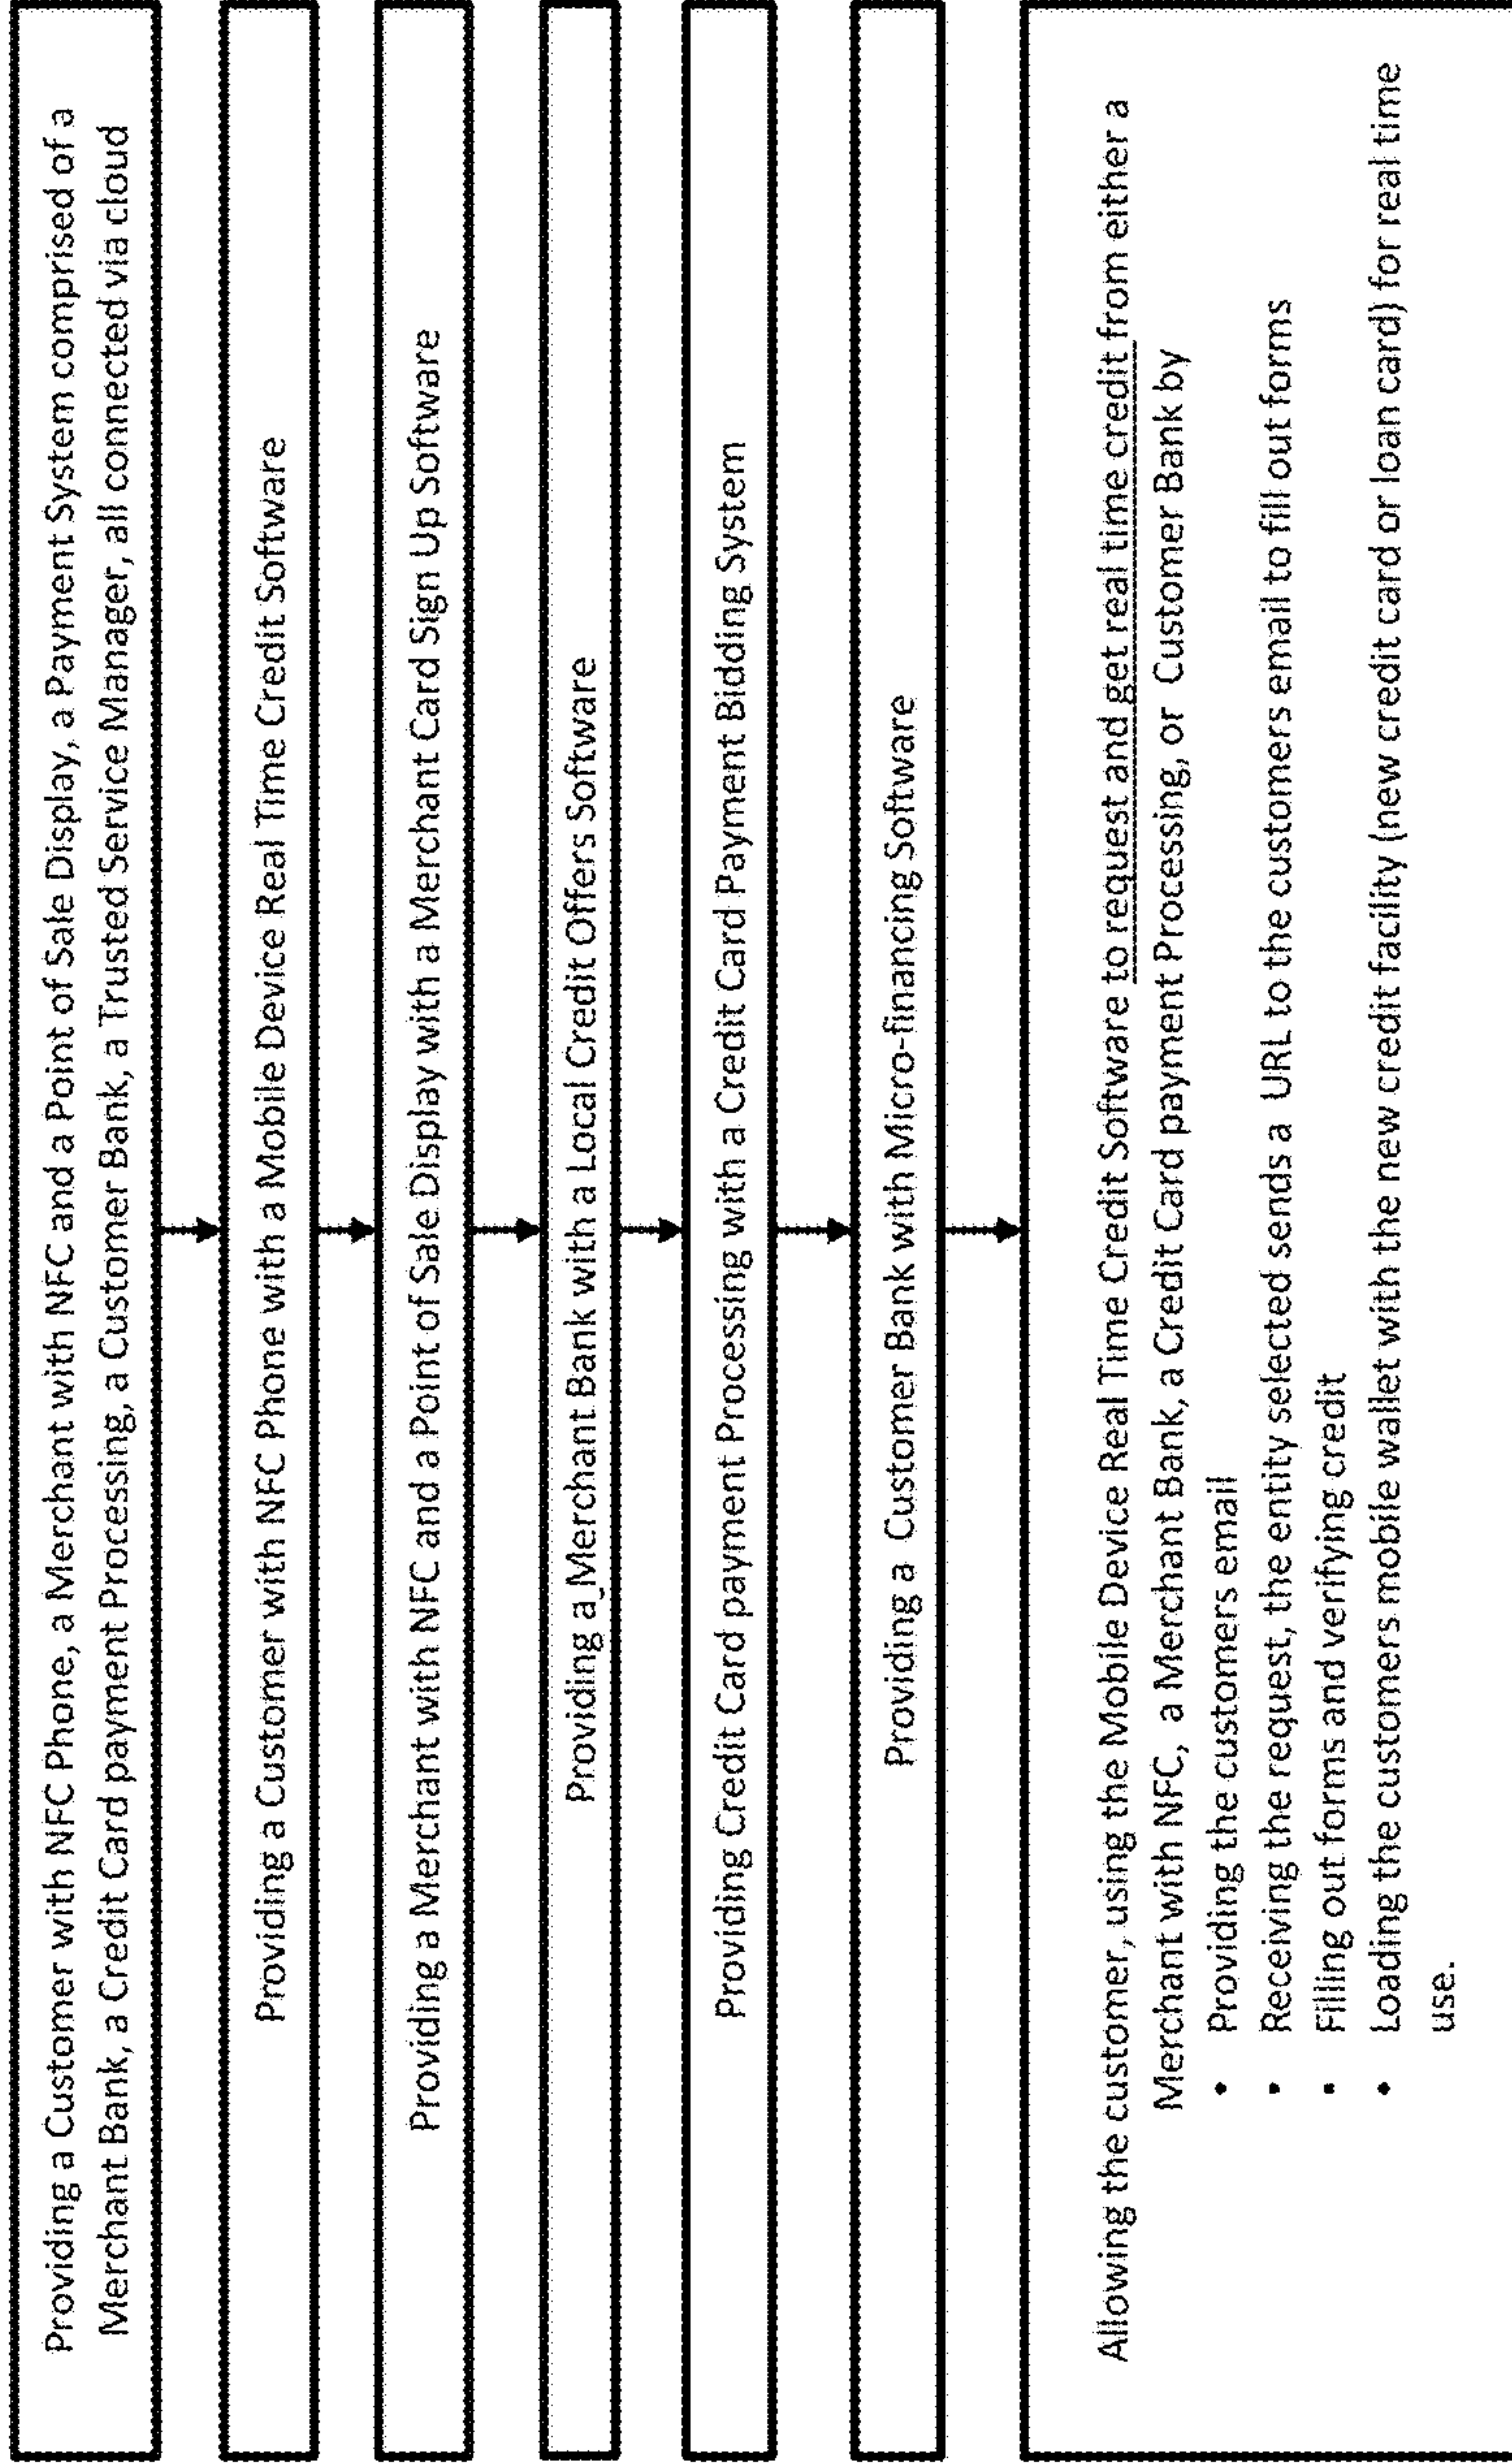 Providing a Customer with NFC Phone, a Merchant with NFC and a Point of Sale Display, a Payment System comprised of a
Merchant Bank, a Credit Card payment Processing, a Customer Bank, a Trusted Service Manager, all connected via cloud
Providing a Customer with NFC Phone with a Mobile Device Real Time Credit Software
Providing a Merchant with NFC and a Point of Sale Display with a Merchant Card Sign Up Software
Providing a Merchant Bank with a Local Credit Offers Software
Providing Credit Card payment Processing with a Credit Card Payment Bidding System
Providing a Customer Bank with Micro-financing Software
Allowing the customer, using the Mobile Device Real Time Credit Software to request and get real time credit from either a
Merchant with NFC, a Merchant Bank, a Credit Card payment Processing, or Customer Bank by
• Providing the customers email
• Receiving the request, the entity selected sends a URL to the customers email to fill out forms
• Filling out forms and verifying credit
• Loading the customers mobile wallet with the new credit facility (new credit card or loan card) for real time
use.